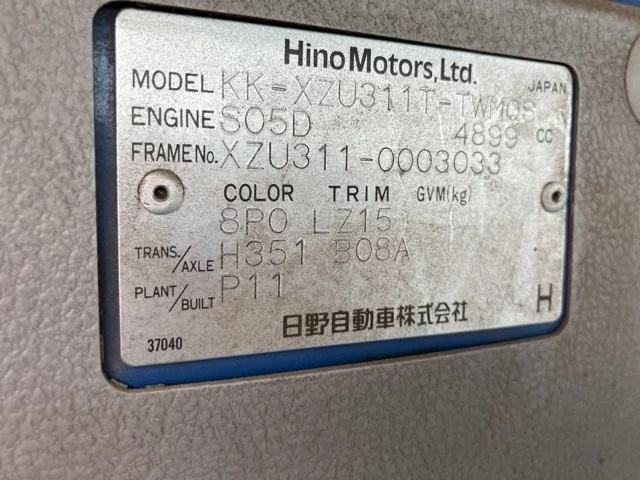 Hino Motors, Ltd.
MODEL KK-XZU311T-TWMQS JAPAN
ENGINE S05D 4899 CC
FRAME No. XZU311-0003033
COLOR TRIM GVM(kg)
8P0 LZ15
TRANS./AXLE H351 B08A
PLANT/BUILT P11
H
日野自動車株式会社
37040